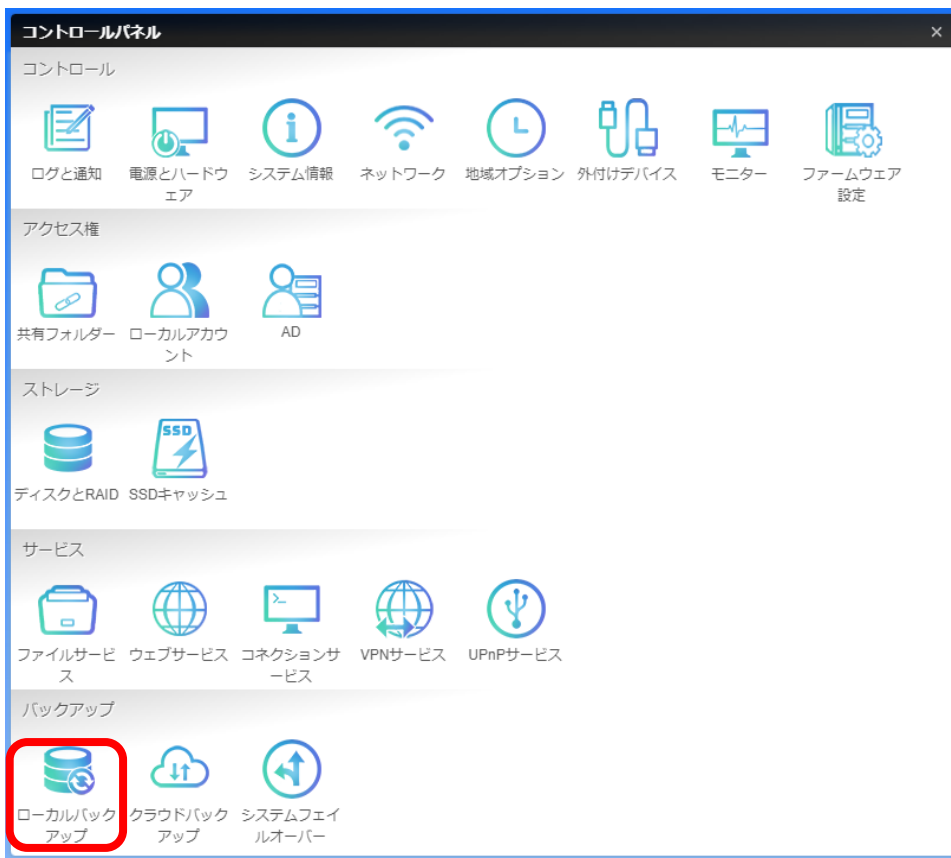 コントロールパネル ×
コントロール
ログと通知 電源とハードウ システム情報 ネットワーク 地域オプション 外付けデバイス モニター ファームウェア
ェア 設定
アクセス権
共有フォルダー ローカルアカウ AD
ント
ストレージ
SSD
ディスクとRAID SSDキャッシュ
サービス
ファイルサービ ウェブサービス コネクションサ VPNサービス UPnPサービス
ス ービス
バックアップ
ローカルバック クラウドバック システムフェイ
アップ アップ ルオーバー